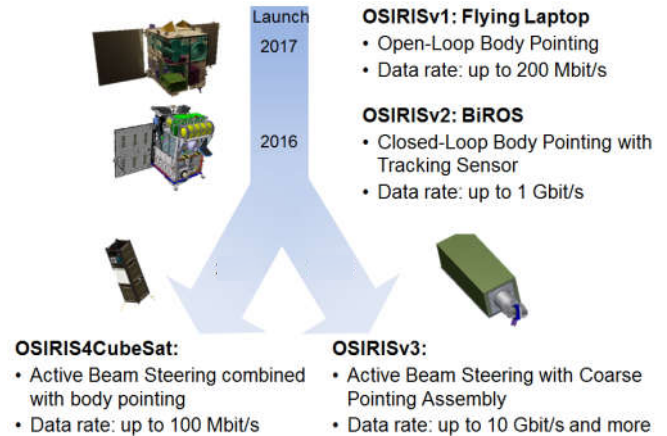 Launch
2017
OSIRISv1: Flying Laptop
• Open-Loop Body Pointing
• Data rate: up to 200 Mbit/s
2016
OSIRISv2: BiROS
• Closed-Loop Body Pointing with
Tracking Sensor
• Data rate: up to 1 Gbit/s
OSIRIS4CubeSat:
• Active Beam Steering combined
with body pointing
• Data rate: up to 100 Mbit/s
OSIRISv3:
• Active Beam Steering with Coarse
Pointing Assembly
• Data rate: up to 10 Gbit/s and more